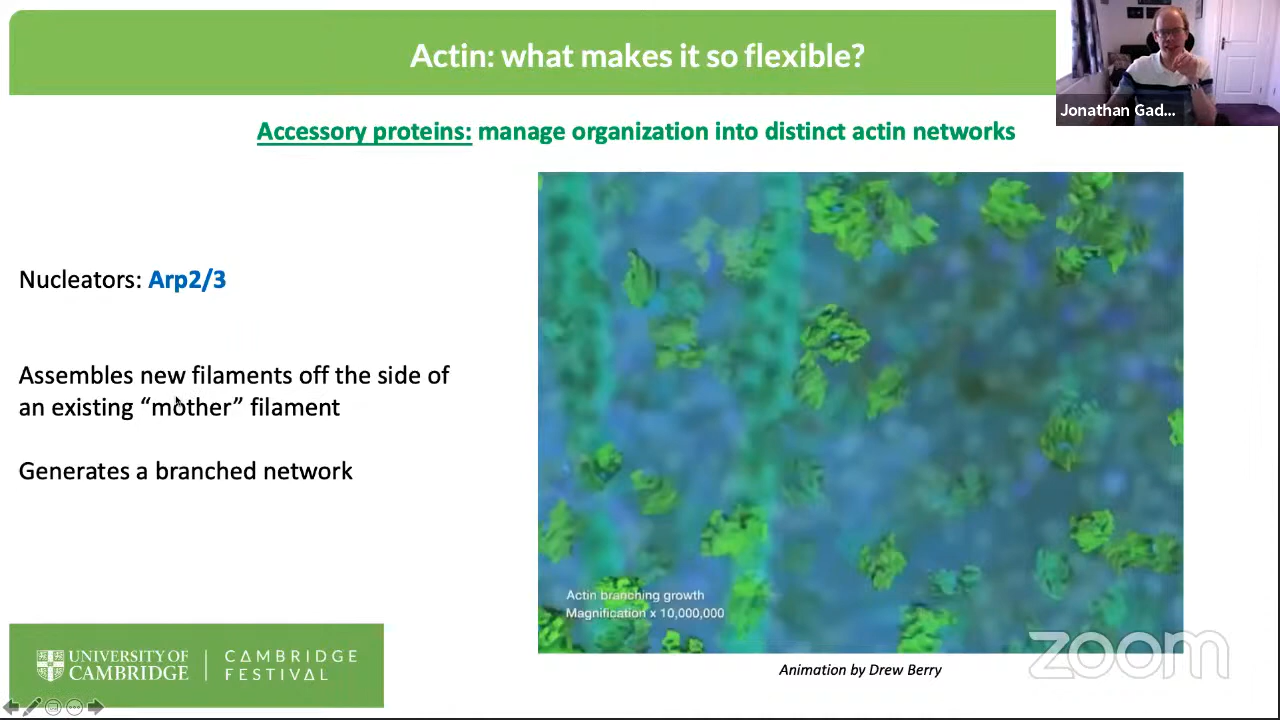 Actin: what makes it so flexible?
Jonathan Gad...
Accessory proteins: manage organization into distinct actin networks
Nucleators: Arp2/3
Assembles new filaments off the side of
an existing “mother” filament
Generates a branched network
Actin branching growth
Magnification x 10,000,000
Animation by Drew Berry
UNIVERSITY OF
CAMBRIDGE
CAMBRIDGE
FESTIVAL
zoom